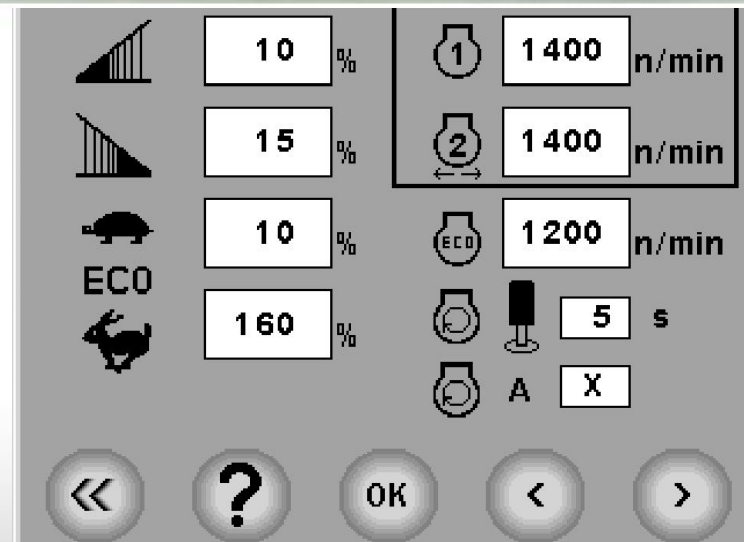 10 % 1 1400 n/min
15 % 2 1400 n/min
10 % ECO 1200 n/min
ECO
160 % 5 s
A X
« ? OK < >